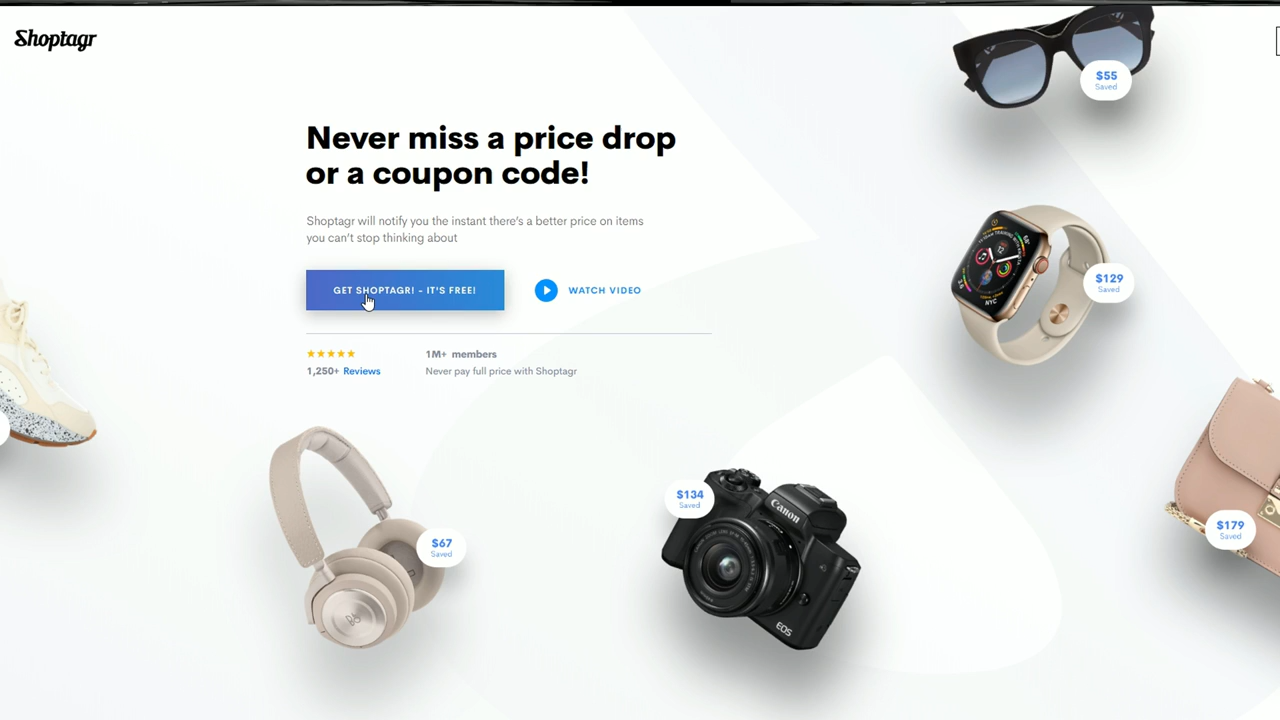 Shoptagr
$55
Saved
Never miss a price drop
or a coupon code!
Shoptagr will notify you the instant there's a better price on items
you can't stop thinking about
GET SHOPTAGR! - IT'S FREE!
WATCH VIDEO
1,250+ Reviews
1M+ members
Never pay full price with Shoptagr
12
NYC
$129
Saved
$67
Saved
$134
Saved
Canon
EOS
$179
Saved